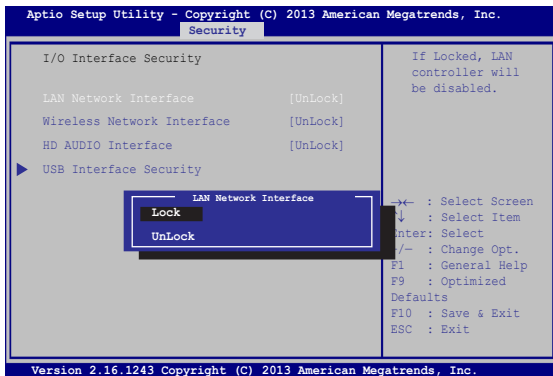 Aptio Setup Utility - Copyright (C) 2013 American Megatrends, Inc.
Security
I/O Interface Security
LAN Network Interface [UnLock]
Wireless Network Interface [UnLock]
HD AUDIO Interface [UnLock]
USB Interface Security
LAN Network Interface
Lock
UnLock
If Locked, LAN
controller will
be disabled.
→← : Select Screen
↑↓ : Select Item
Enter: Select
+/— : Change Opt.
F1 : General Help
F9 : Optimized
Defaults
F10 : Save & Exit
ESC : Exit
Version 2.16.1243 Copyright (C) 2013 American Megatrends, Inc.